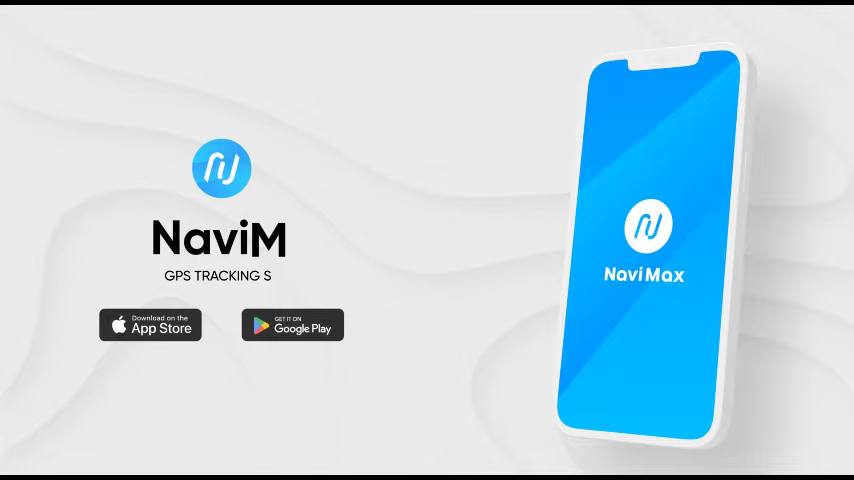 NaviM
GPS TRACKING S
Download on the
App Store
GET IT ON
Google Play
NaviMax